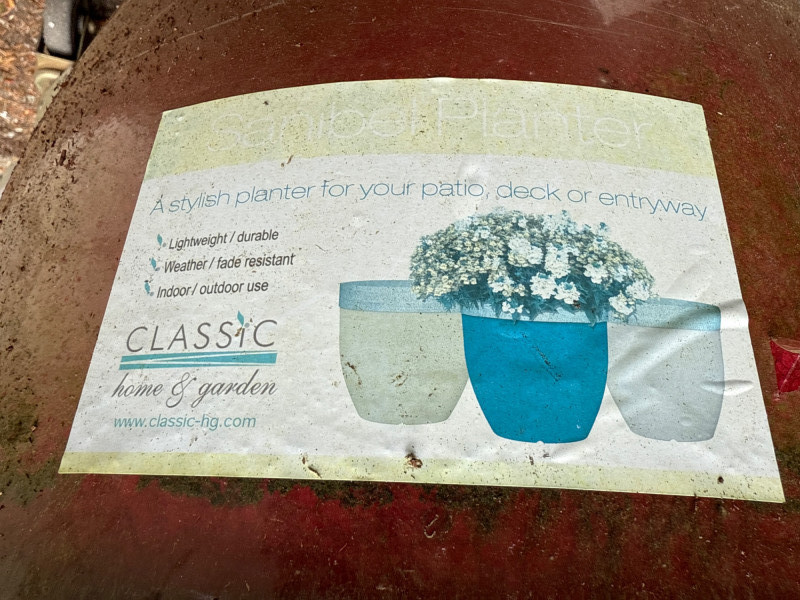 Sanibel Planter
A stylish planter for your patio, deck or entryway
Lightweight / durable
Weather / fade resistant
Indoor / outdoor use
CLASSIC
home & garden
www.classic-hg.com